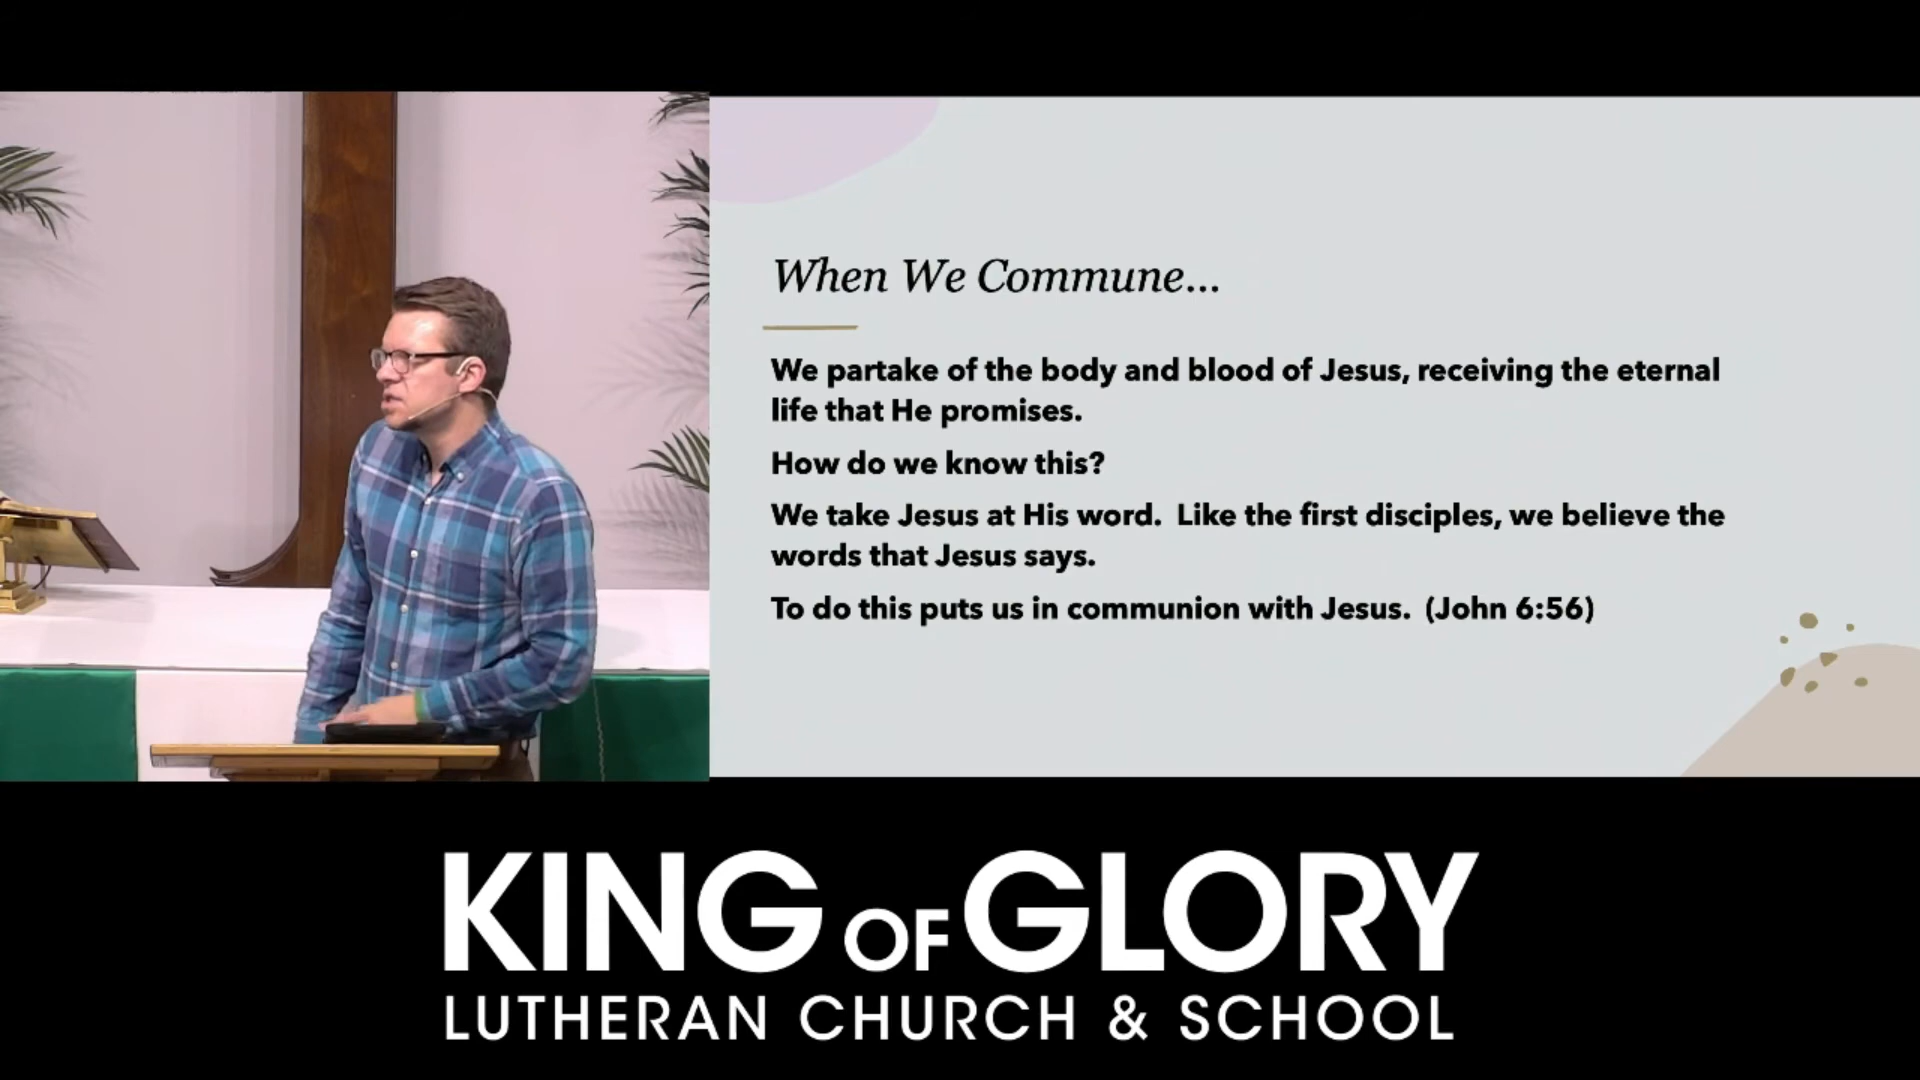 When We Commune...
We partake of the body and blood of Jesus, receiving the eternal
life that He promises.
How do we know this?
We take Jesus at His word.  Like the first disciples, we believe the
words that Jesus says.
To do this puts us in communion with Jesus.  (John 6:56)
KING OF GLORY
LUTHERAN CHURCH & SCHOOL